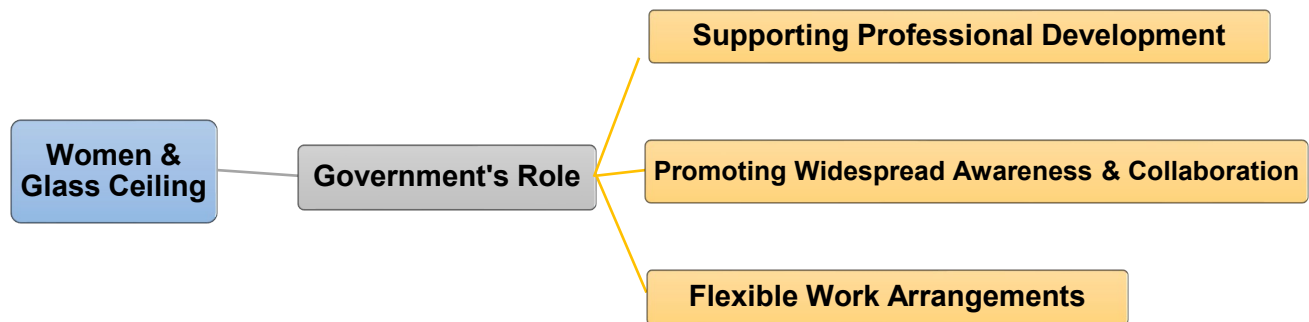 Supporting Professional Development
Women &
Glass Ceiling
Government's Role
Promoting Widespread Awareness & Collaboration
Flexible Work Arrangements